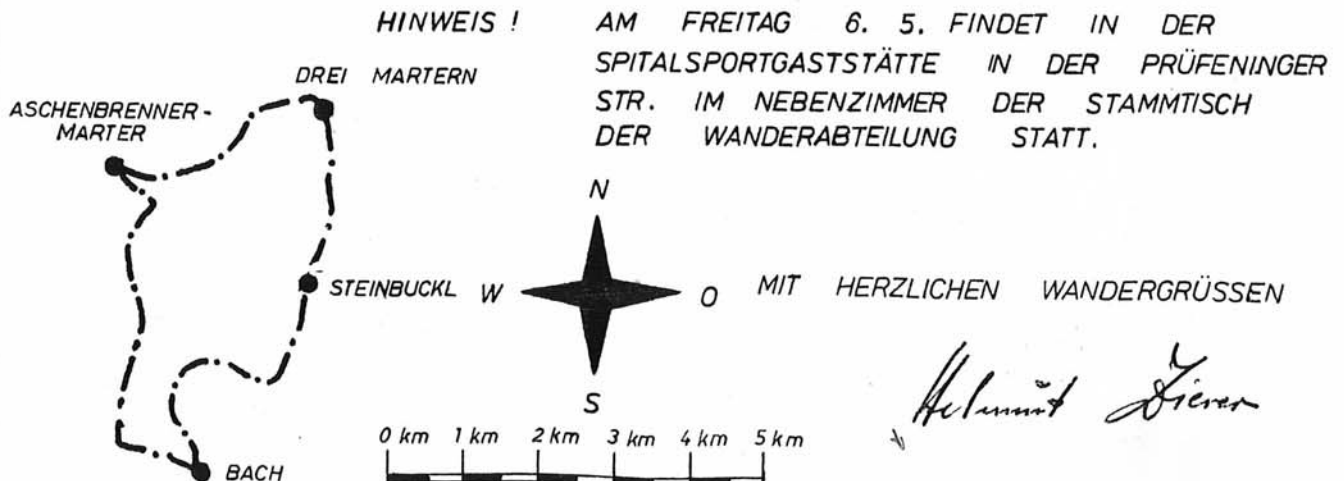 HINWEIS ! AM FREITAG 6. 5. FINDET IN DER
SPITALSPORTGASTSTÄTTE IN DER PRÜFENINGER
STR. IM NEBENZIMMER DER STAMMTISCH
DER WANDERABTEILUNG STATT.
DREI MARTERN
ASCHENBRENNER-
MARTER
N
STEINBUCKL
W
O
MIT HERZLICHEN WANDERGRÜSSEN
S
Helmut
0 km 1 km 2 km 3 km 4 km 5 km
BACH